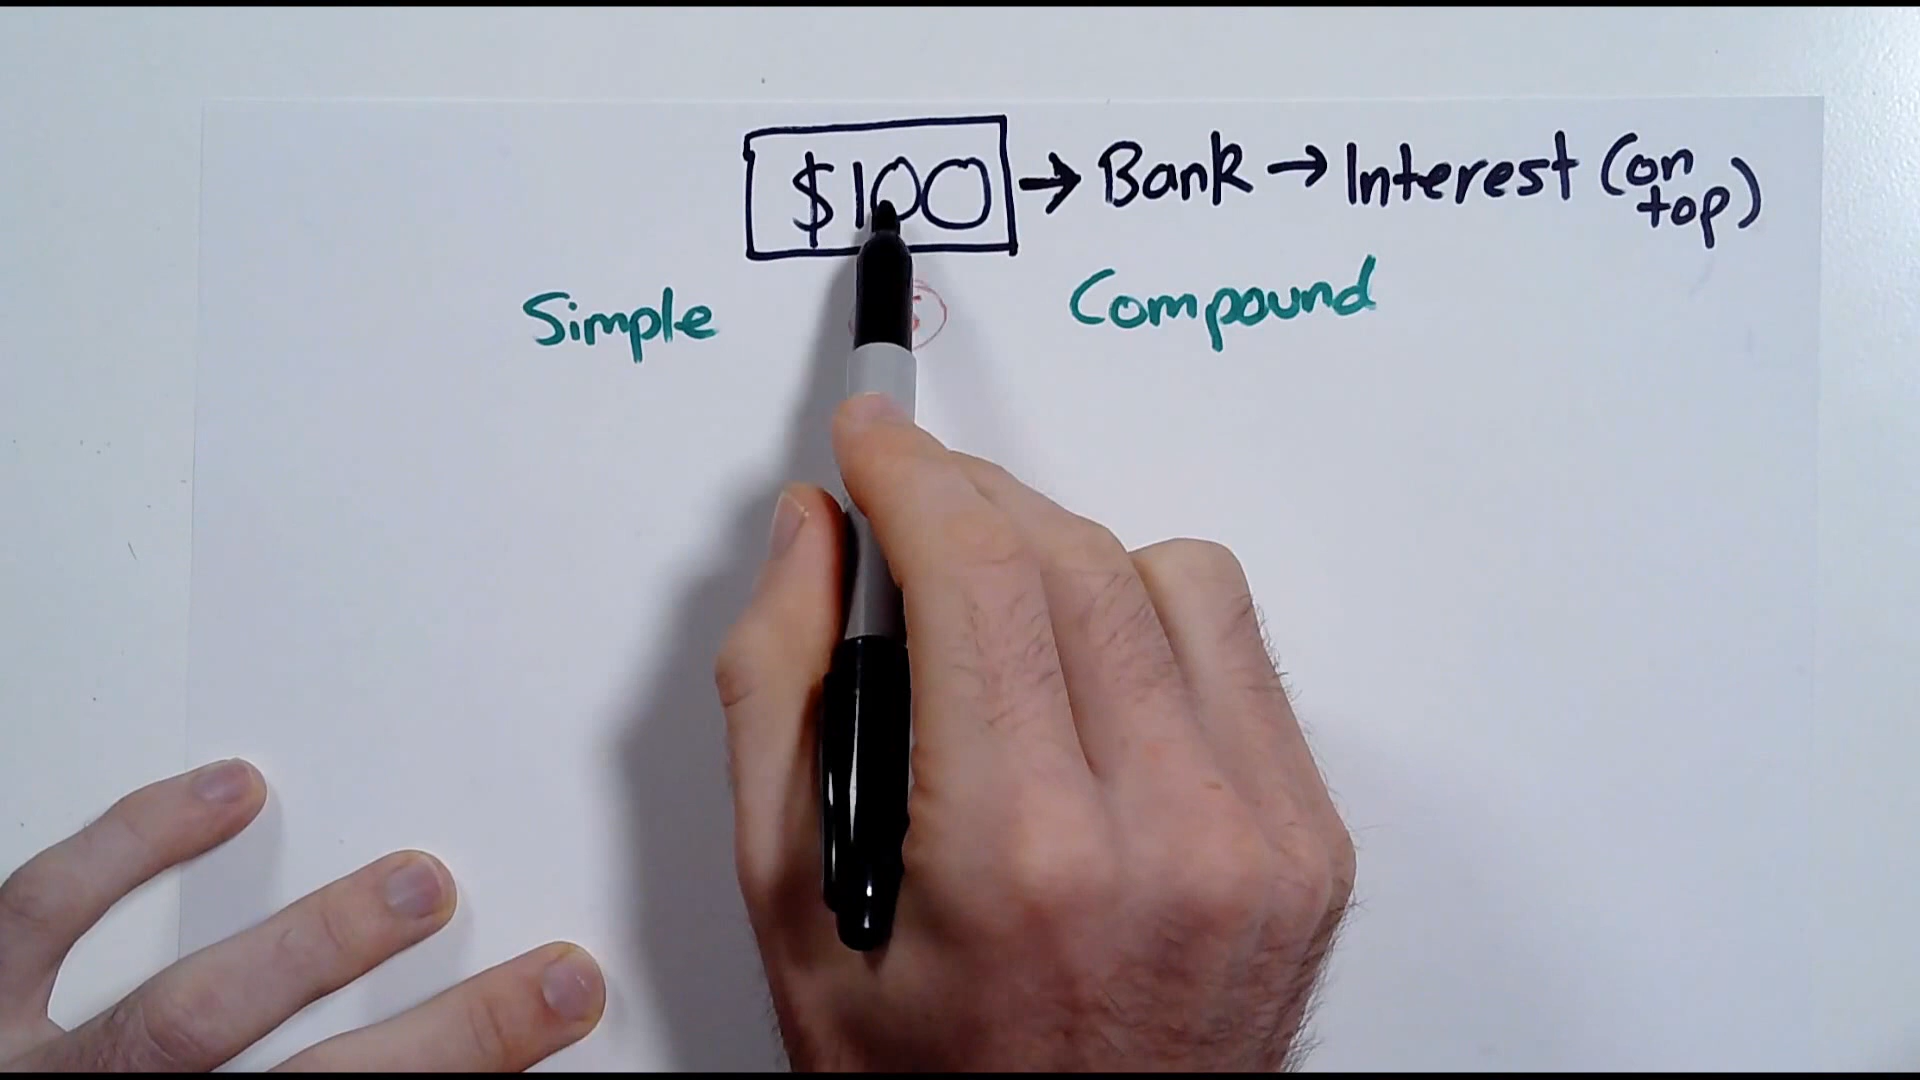 $100 → Bank → Interest (on top)
Simple Compound